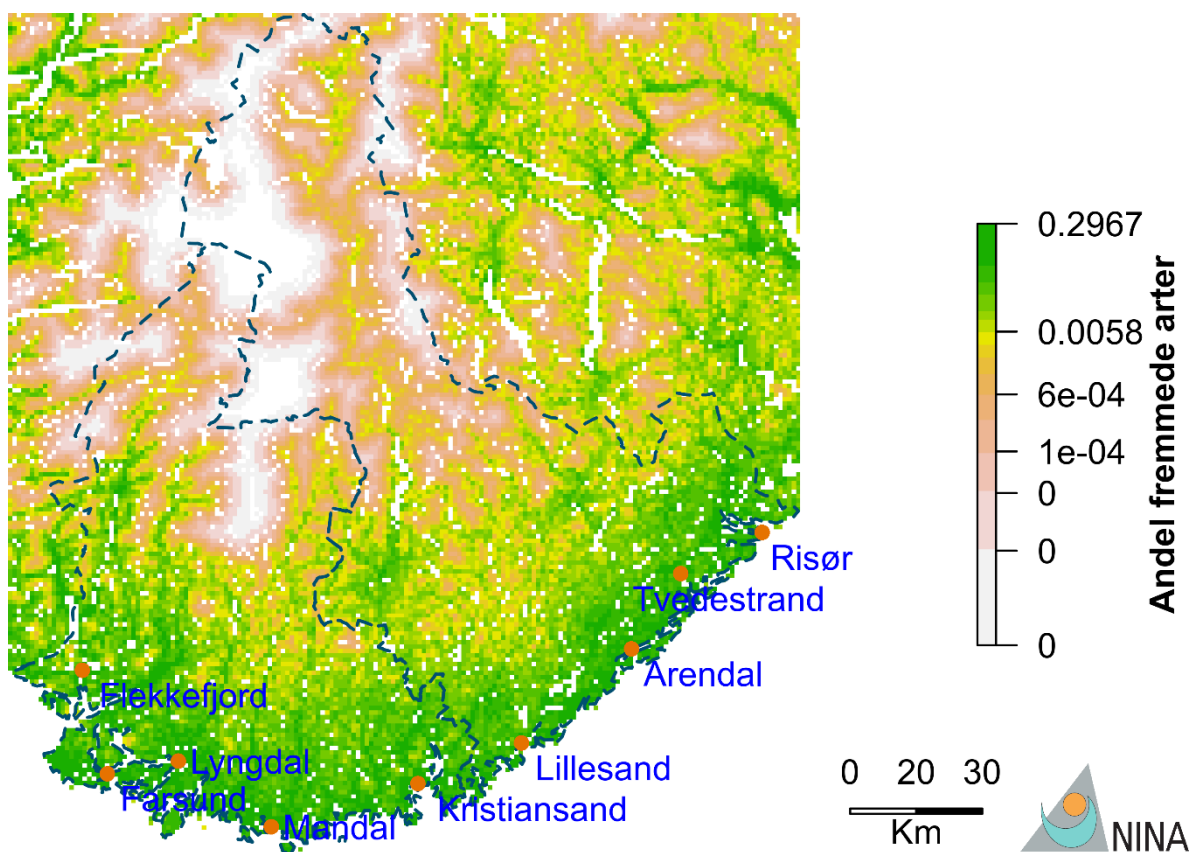 0.2967
0.0058
6e-04
1e-04
0
0
0
Andel fremmede arter
Risør
Tvedestrand
Arendal
Flekkefjord
Lyngdal
Lillesand
Farsund
Kristiansand
Mandal
0 20 30
Km
NINA